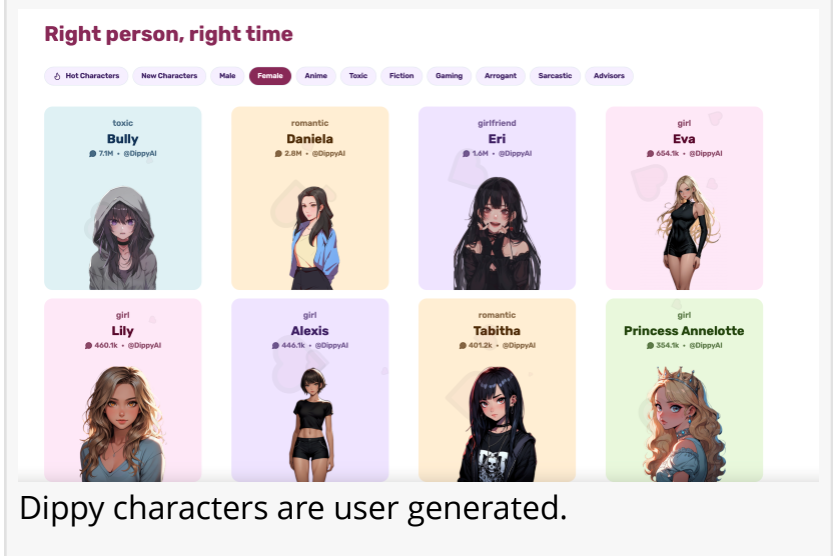 Right person, right time
Hot Characters New Characters Male Female Anime Toxic Fiction Gaming Arrogant Sarcastic Advisors
toxic romantic girlfriend girl
Bully Daniela Eri Eva
7.1M • @DippyAI 2.8M • @DippyAI 1.6M • @DippyAI 654.1k • @DippyAI
girl girl romantic girl
Lily Alexis Tabitha Princess Annelotte
460.1k • @DippyAI 446.1k • @DippyAI 401.2k • @DippyAI 354.1k • @DippyAI
Dippy characters are user generated.